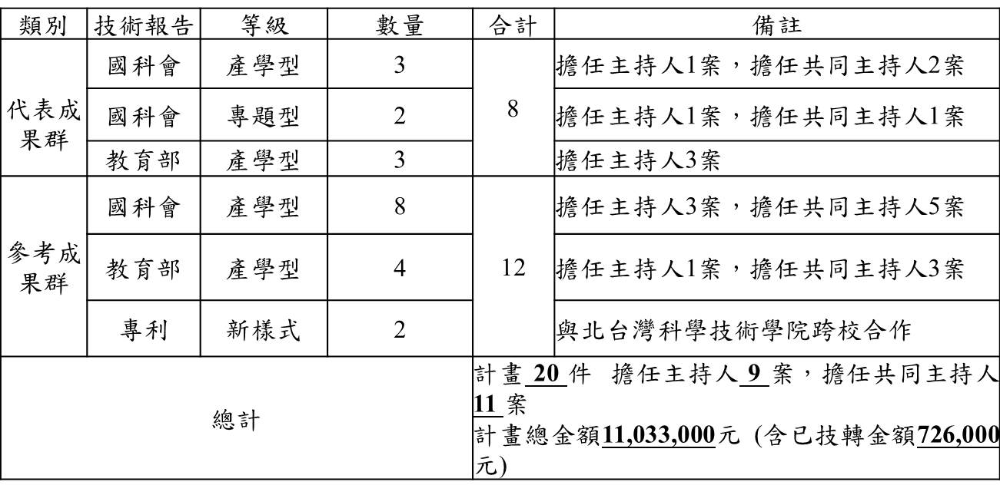 類別 技術報告 等級 數量 合計 備註
代表成果群 國科會 產學型 3 8 擔任主持人1案，擔任共同主持人2案
國科會 專題型 2 擔任主持人1案，擔任共同主持人1案
教育部 產學型 3 擔任主持人3案
參考成果群 國科會 產學型 8 12 擔任主持人3案，擔任共同主持人5案
教育部 產學型 4 擔任主持人1案，擔任共同主持人3案
專利 新樣式 2 與北台灣科學技術學院跨校合作
總計 計畫 20 件 擔任主持人 9 案，擔任共同主持人
11 案
計畫總金額11,033,000元 (含已技轉金額726,000
元)